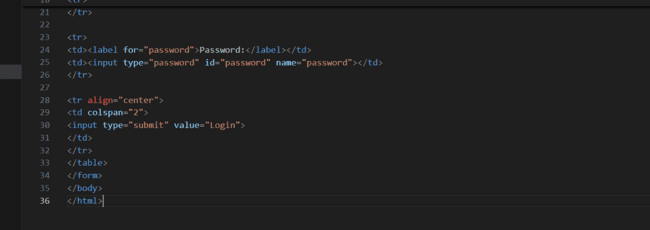 20 <tr>
21 </tr>
22
23 <tr>
24 <td><label for="password">Password:</label></td>
25 <td><input type="password" id="password" name="password"></td>
26 </tr>
27
28 <tr align="center">
29 <td colspan="2">
30 <input type="submit" value="Login">
31 </td>
32 </tr>
33 </table>
34 </form>
35 </body>
36 </html>